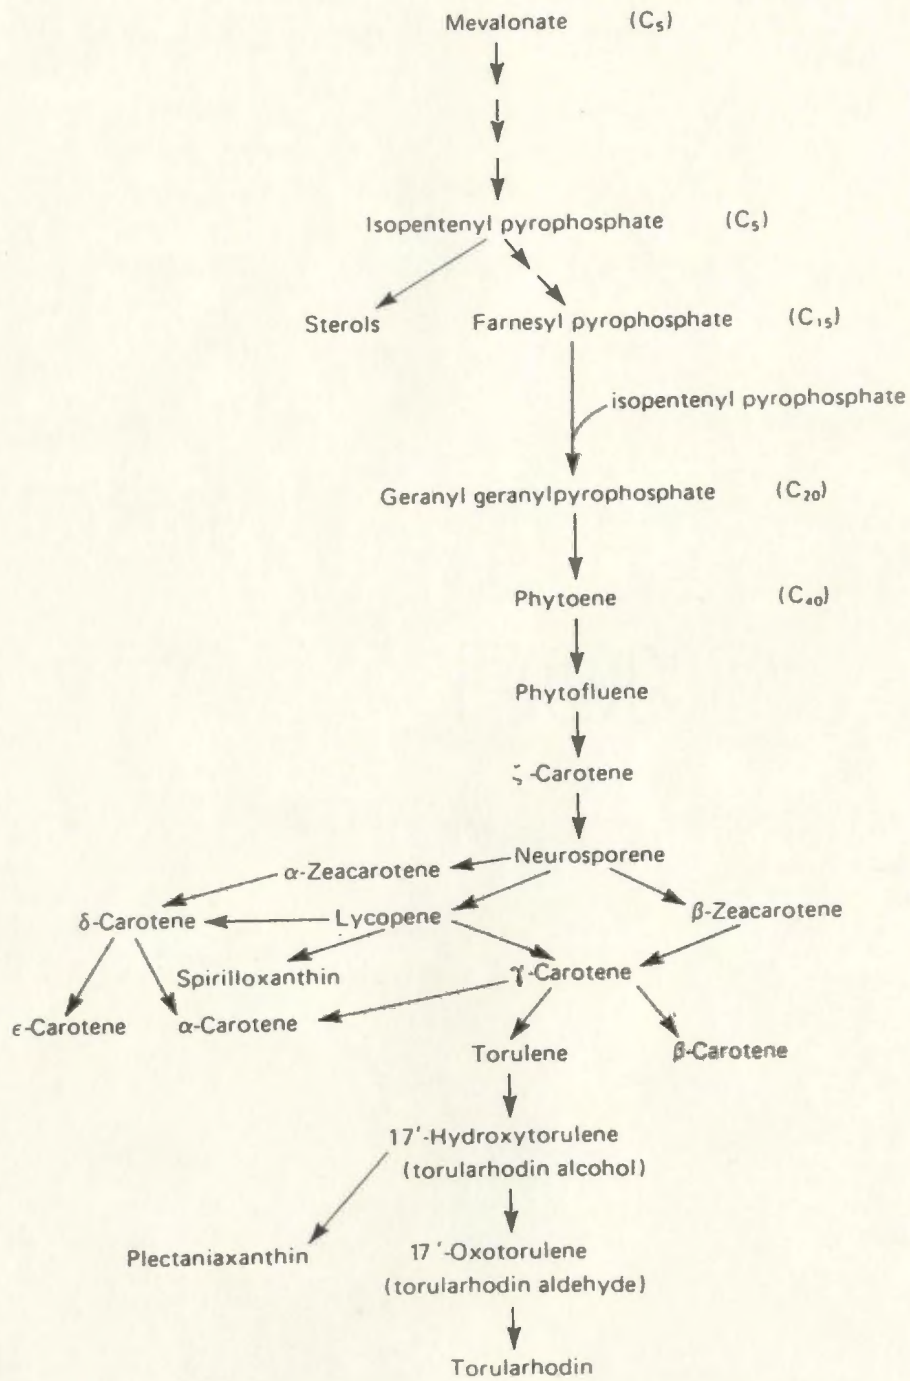 Mevalonate (C₅)
Isopentenyl pyrophosphate (C₅)
Sterols Farnesyl pyrophosphate (C₁₅)
isopentenyl pyrophosphate
Geranyl geranylpyrophosphate (C₂₀)
Phytoene (C₄₀)
Phytofluene
ζ-Carotene
Neurosporene
α-Zeacarotene
δ-Carotene Lycopene β-Zeacarotene
Spirilloxanthin γ-Carotene
ε-Carotene α-Carotene
Torulene β-Carotene
17′-Hydroxytorulene
(torularhodin alcohol)
Plectaniaxanthin 17′-Oxotorulene
(torularhodin aldehyde)
Torularhodin